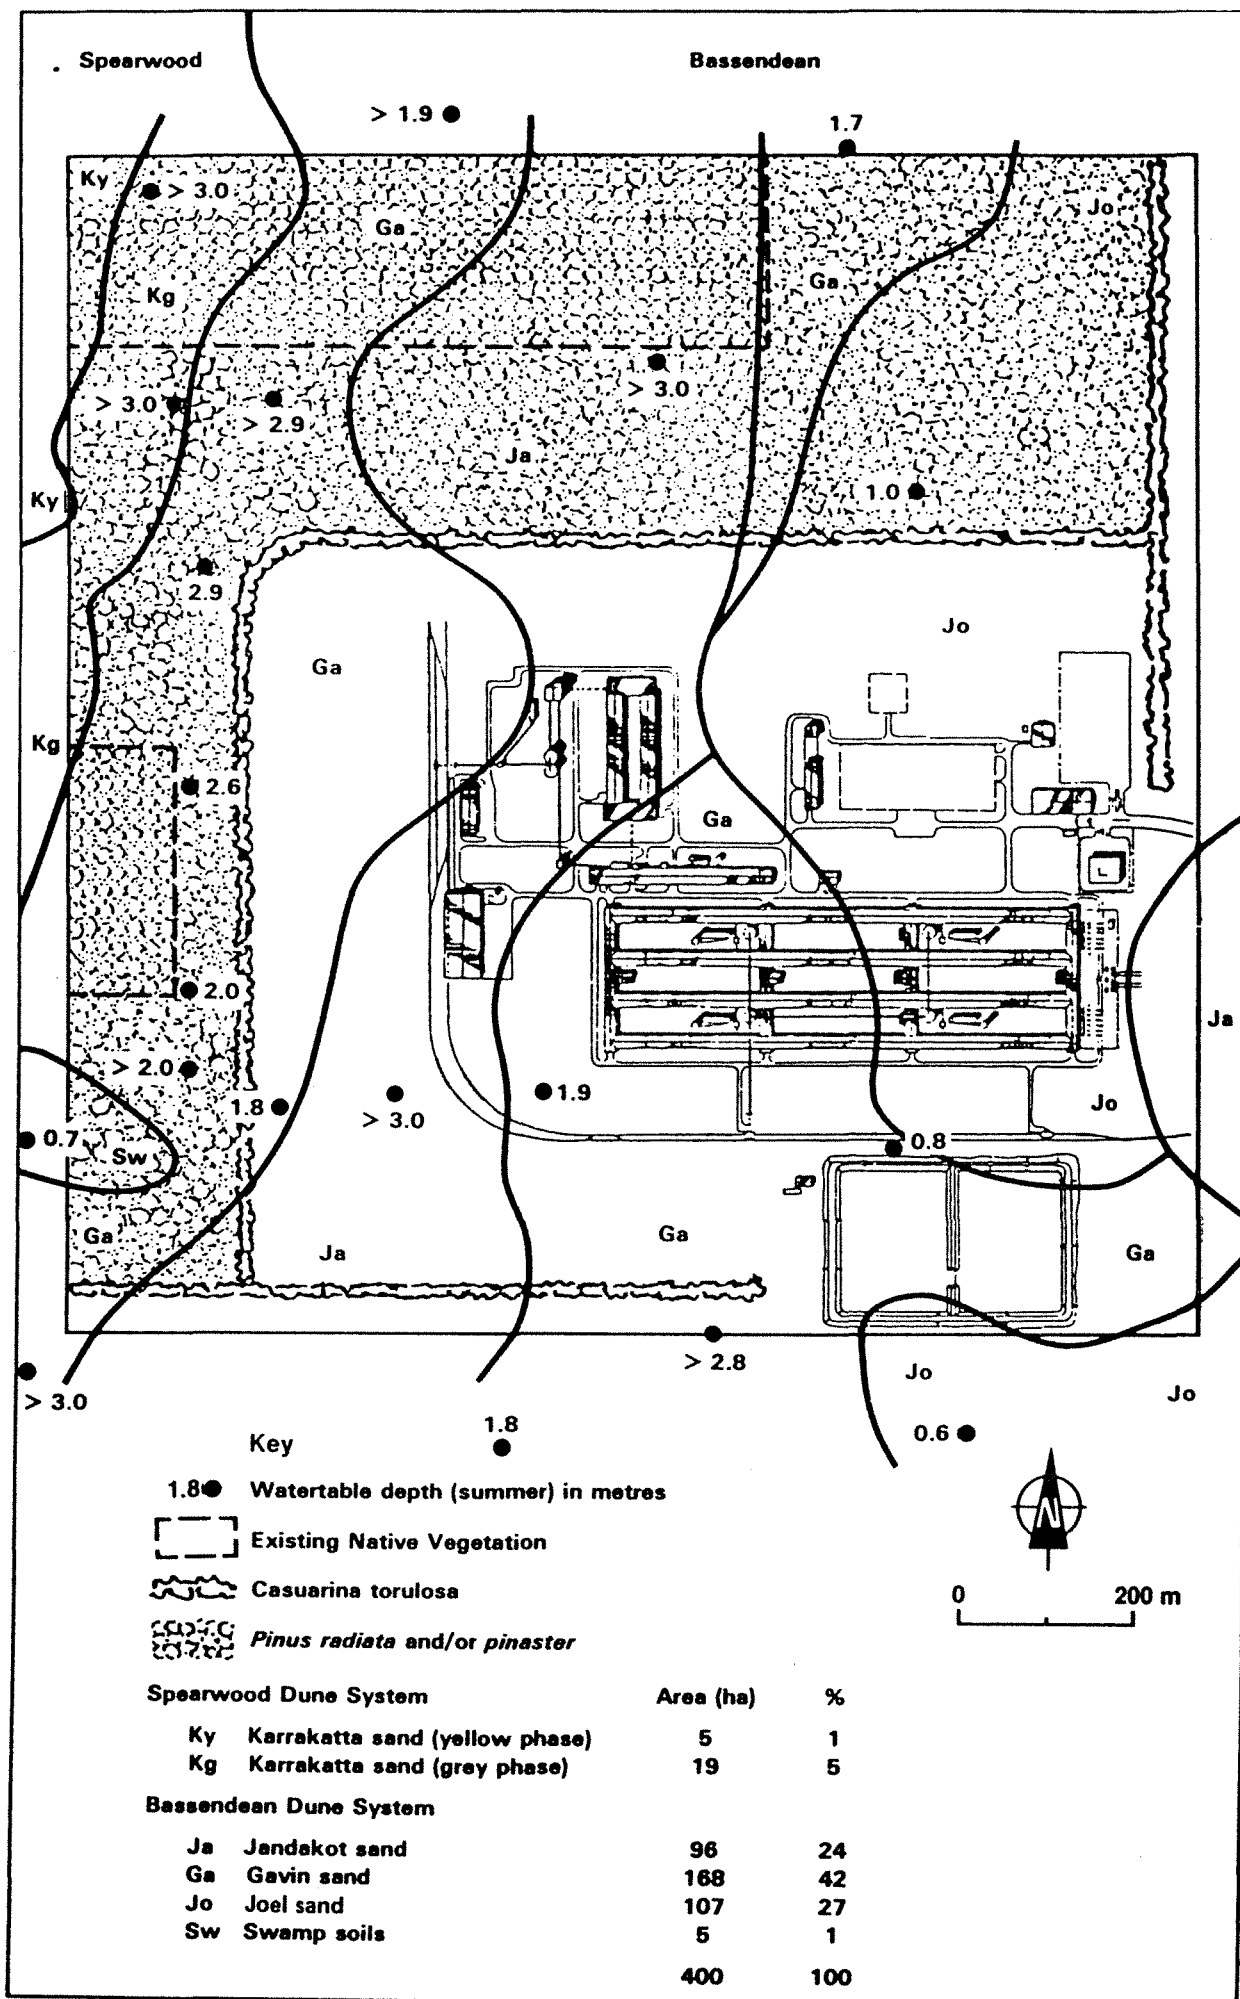 Spearwood Bassendean
> 1.9
1.7
Ky
> 3.0
Jo
Ga
Ga
Kg
> 3.0
> 3.0
> 2.9
Ja
1.0
Ky
2.9
Jo
Ga
Kg
2.6
Ga
2.0
Ja
> 2.0
1.8
> 3.0
1.9
Jo
0.7
0.8
Sw
Ga
Ja
Ga
Ga
> 2.8
Jo
Jo
> 3.0
1.8
0.6
Key
1.8 Watertable depth (summer) in metres
Existing Native Vegetation
Casuarina torulosa
Pinus radiata and/or pinaster
N
0 200 m
Spearwood Dune System Area (ha) %
Ky Karrakatta sand (yellow phase) 5 1
Kg Karrakatta sand (grey phase) 19 5
Bassendean Dune System
Ja Jandakot sand 96 24
Ga Gavin sand 168 42
Jo Joel sand 107 27
Sw Swamp soils 5 1
400 100